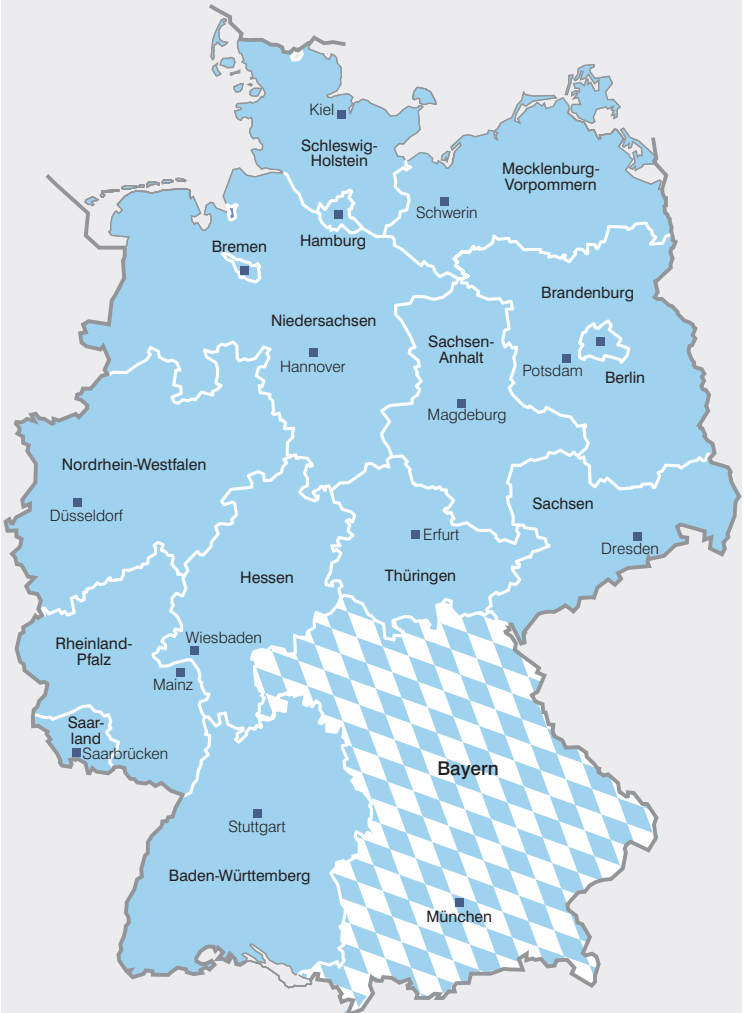 Kiel
Schleswig-
Holstein
Mecklenburg-
Vorpommern
Schwerin
Hamburg
Bremen
Brandenburg
Niedersachsen
Sachsen-
Anhalt
Hannover
Potsdam
Berlin
Magdeburg
Nordrhein-Westfalen
Düsseldorf
Sachsen
Erfurt
Dresden
Hessen
Thüringen
Rheinland-
Pfalz
Wiesbaden
Mainz
Saar-
land
Saarbrücken
Bayern
Stuttgart
Baden-Württemberg
München